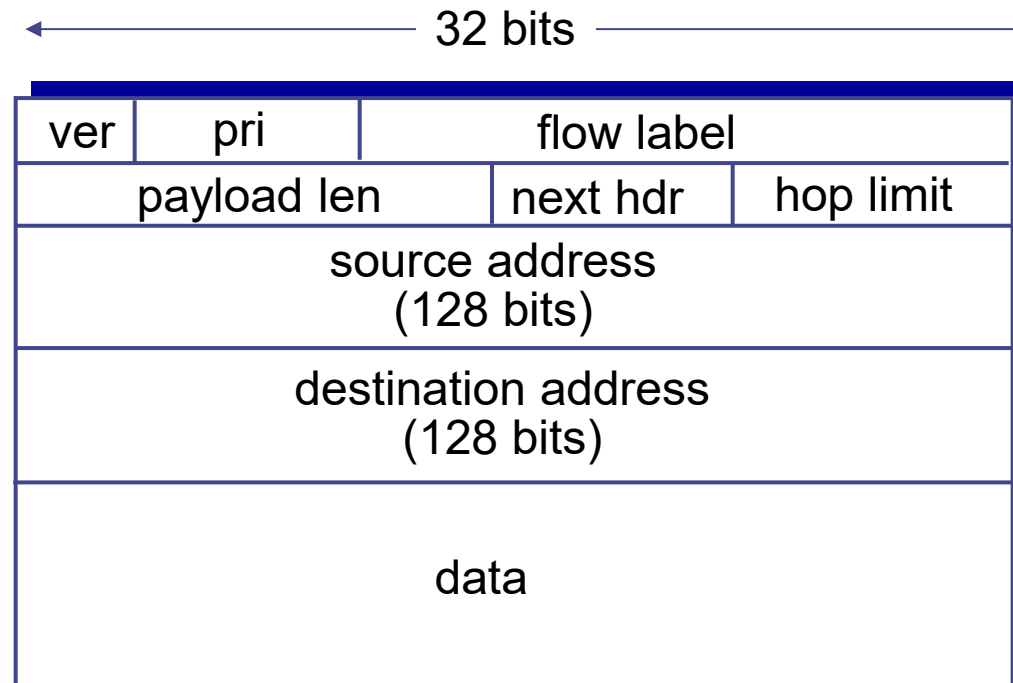 32 bits
ver pri flow label
payload len next hdr hop limit
source address
(128 bits)
destination address
(128 bits)
data